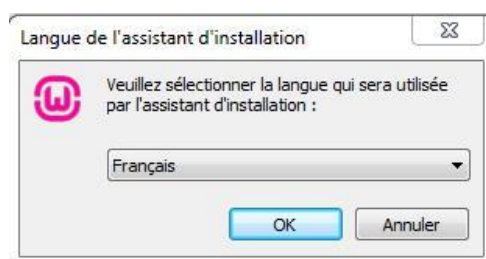 Langue de l'assistant d'installation
Veuillez sélectionner la langue qui sera utilisée
par l'assistant d'installation :
Français
OK Annuler